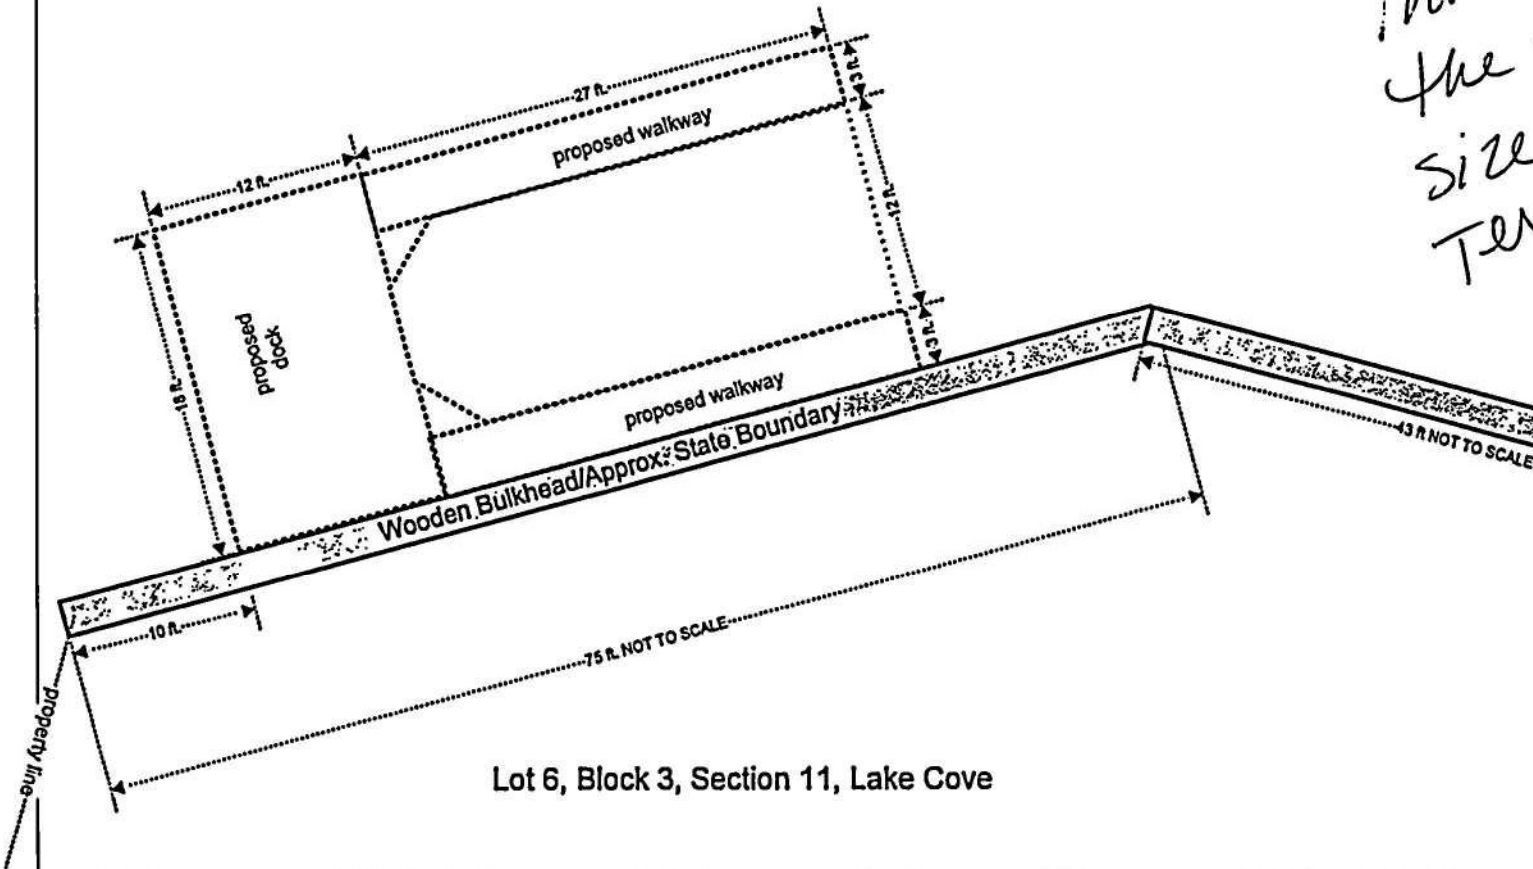 27 ft.
3 ft.
proposed walkway
12 ft.
12 ft.
the
size
proposed
dock
18 ft.
3 ft.
proposed walkway
Wooden Bulkhead/Approx. State Boundary
43 ft NOT TO SCALE
10 ft.
75 ft. NOT TO SCALE
property line
Lot 6, Block 3, Section 11, Lake Cove